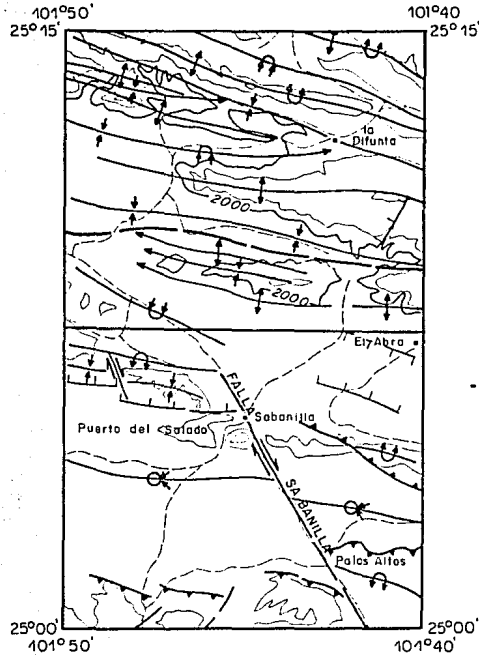 101°50'
101°40
25°15'
25°15'
la
Difunta
2000
2000
El Abra
FALLA
Sabanilla
Puerto del Salado
SABANILLA
Palos Altos
25°00'
25°00'
101°50'
101°40'